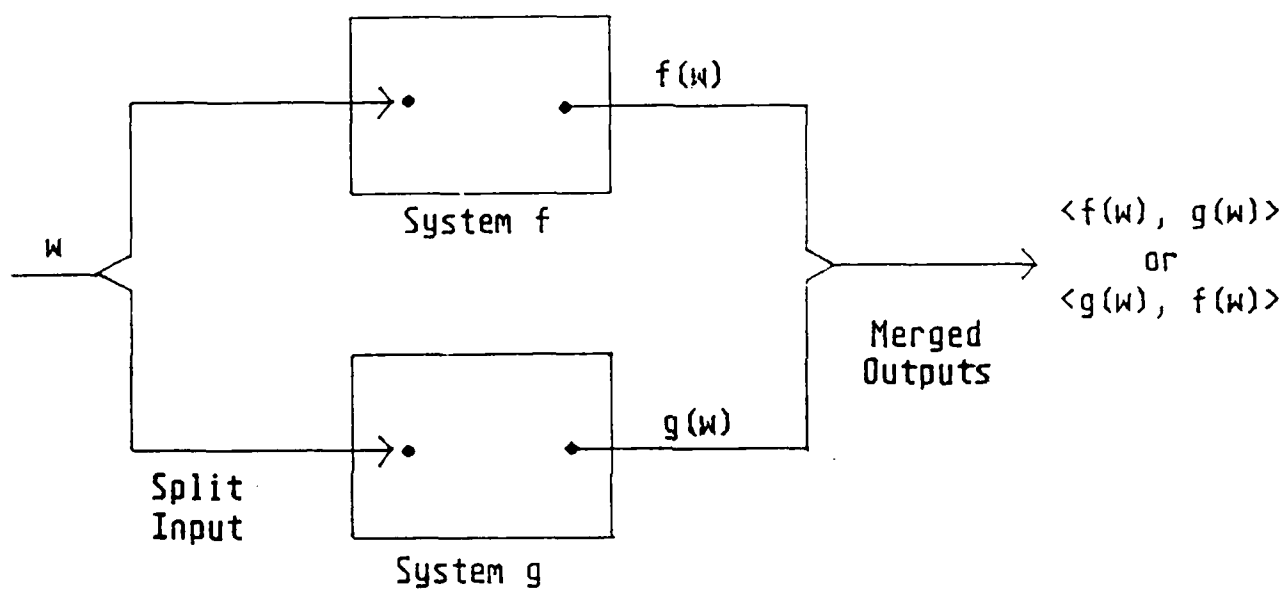 f(w)
System f
w
<f(w), g(w)>
or
<g(w), f(w)>
Merged
Outputs
g(w)
Split
Input
System g